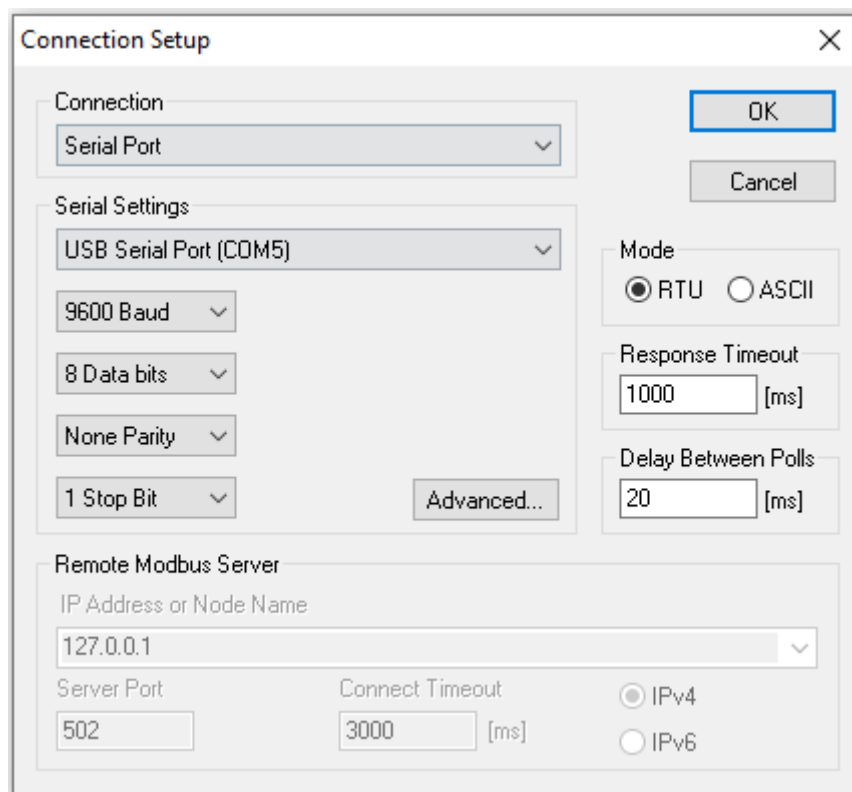 Connection Setup
Connection
OK
Serial Port
Cancel
Serial Settings
USB Serial Port (COM5)
Mode
RTU ASCII
9600 Baud
Response Timeout
8 Data bits
1000 [ms]
None Parity
Delay Between Polls
1 Stop Bit
Advanced...
20 [ms]
Remote Modbus Server
IP Address or Node Name
127.0.0.1
Server Port Connect Timeout
IPv4
502 3000 [ms]
IPv6